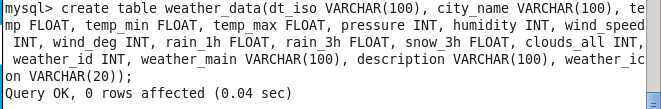 mysql> create table weather_data(dt_iso VARCHAR(100), city_name VARCHAR(100), te
mp FLOAT, temp_min FLOAT, temp_max FLOAT, pressure INT, humidity INT, wind_speed
 INT, wind_deg INT, rain_1h FLOAT, rain_3h FLOAT, snow_3h FLOAT, clouds_all INT,
 weather_id INT, weather_main VARCHAR(100), description VARCHAR(100), weather_ic
on VARCHAR(20));
Query OK, 0 rows affected (0.04 sec)